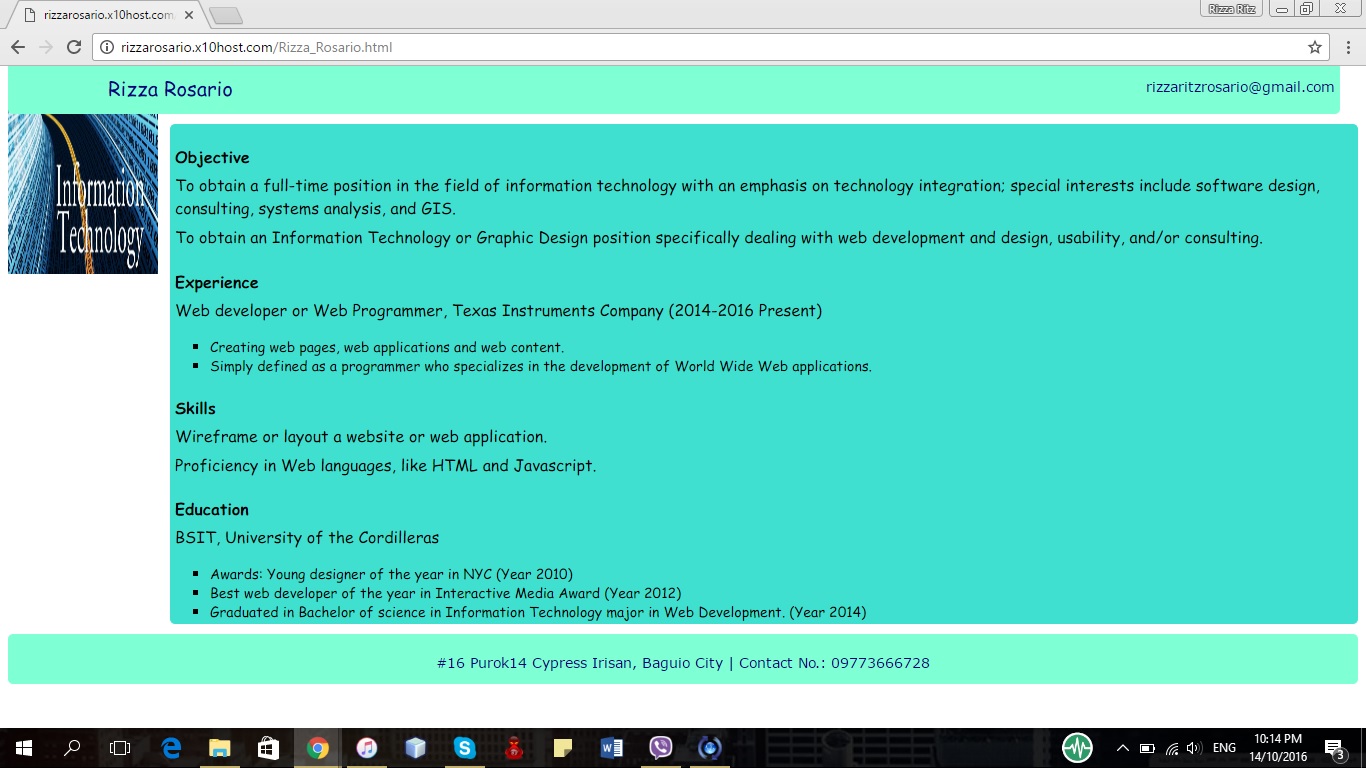 rizzarosario.x10host.com
Rizza Ritz
rizzarosario.x10host.com/Rizza_Rosario.html
Rizza Rosario
rizzaritzrosario@gmail.com
Information
Technology
Objective
To obtain a full-time position in the field of information technology with an emphasis on technology integration; special interests include software design,
consulting, systems analysis, and GIS.
To obtain an Information Technology or Graphic Design position specifically dealing with web development and design, usability, and/or consulting.
Experience
Web developer or Web Programmer, Texas Instruments Company (2014-2016 Present)
Creating web pages, web applications and web content.
Simply defined as a programmer who specializes in the development of World Wide Web applications.
Skills
Wireframe or layout a website or web application.
Proficiency in Web languages, like HTML and Javascript.
Education
BSIT, University of the Cordilleras
Awards: Young designer of the year in NYC (Year 2010)
Best web developer of the year in Interactive Media Award (Year 2012)
Graduated in Bachelor of science in Information Technology major in Web Development. (Year 2014)
#16 Purok14 Cypress Irisan, Baguio City | Contact No.: 09773666728
ENG
10:14 PM
14/10/2016
3